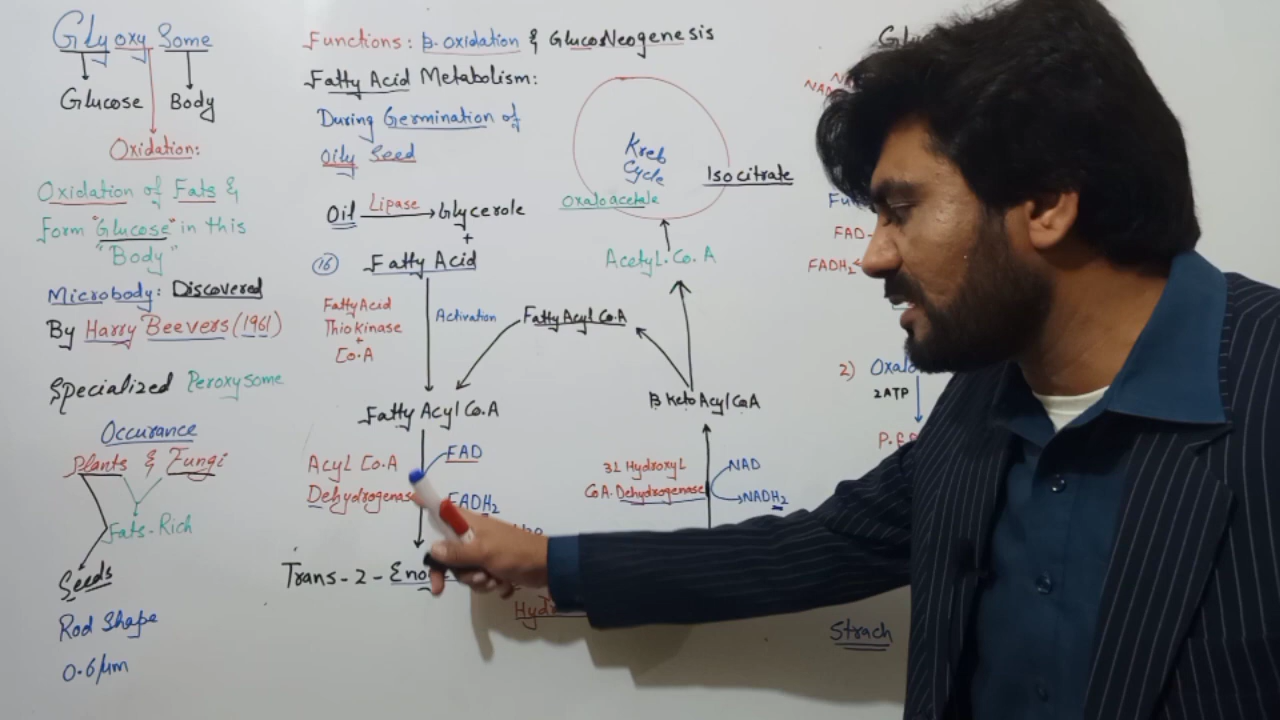 Glyoxy Some
Glucose Body
Oxidation:
Oxidation of Fats &
Form "Glucose" in this
"Body"
Microbody: Discovered
By Harry Beevers (1961)
Specialized Peroxysome
Occurance
Plants & Fungi
Fats-Rich
Seeds
Rod Shape
0.6 µm
Functions: B.Oxidation & GlucoNeogenesis
Fatty Acid Metabolism:
During Germination of
Oily Seed
Oil Lipase Glycerole
+
(16) Fatty Acid
Fatty Acid
Thiokinase
+
Co.A
Activation
Fatty Acyl Co.A
Fatty Acyl Co.A
Acyl Co.A
Dehydrogenase
FAD
FADH2
Trans-2-Eno
Kreb
Cycle
Isocitrate
Oxaloacetate
Acetyl.Co.A
B Keto Acyl CoA
3L Hydroxyl
CoA.Dehydrogenase
NAD
NADH2
FAD
FADH2
2) Oxalo
2ATP
P.E.P
Strach